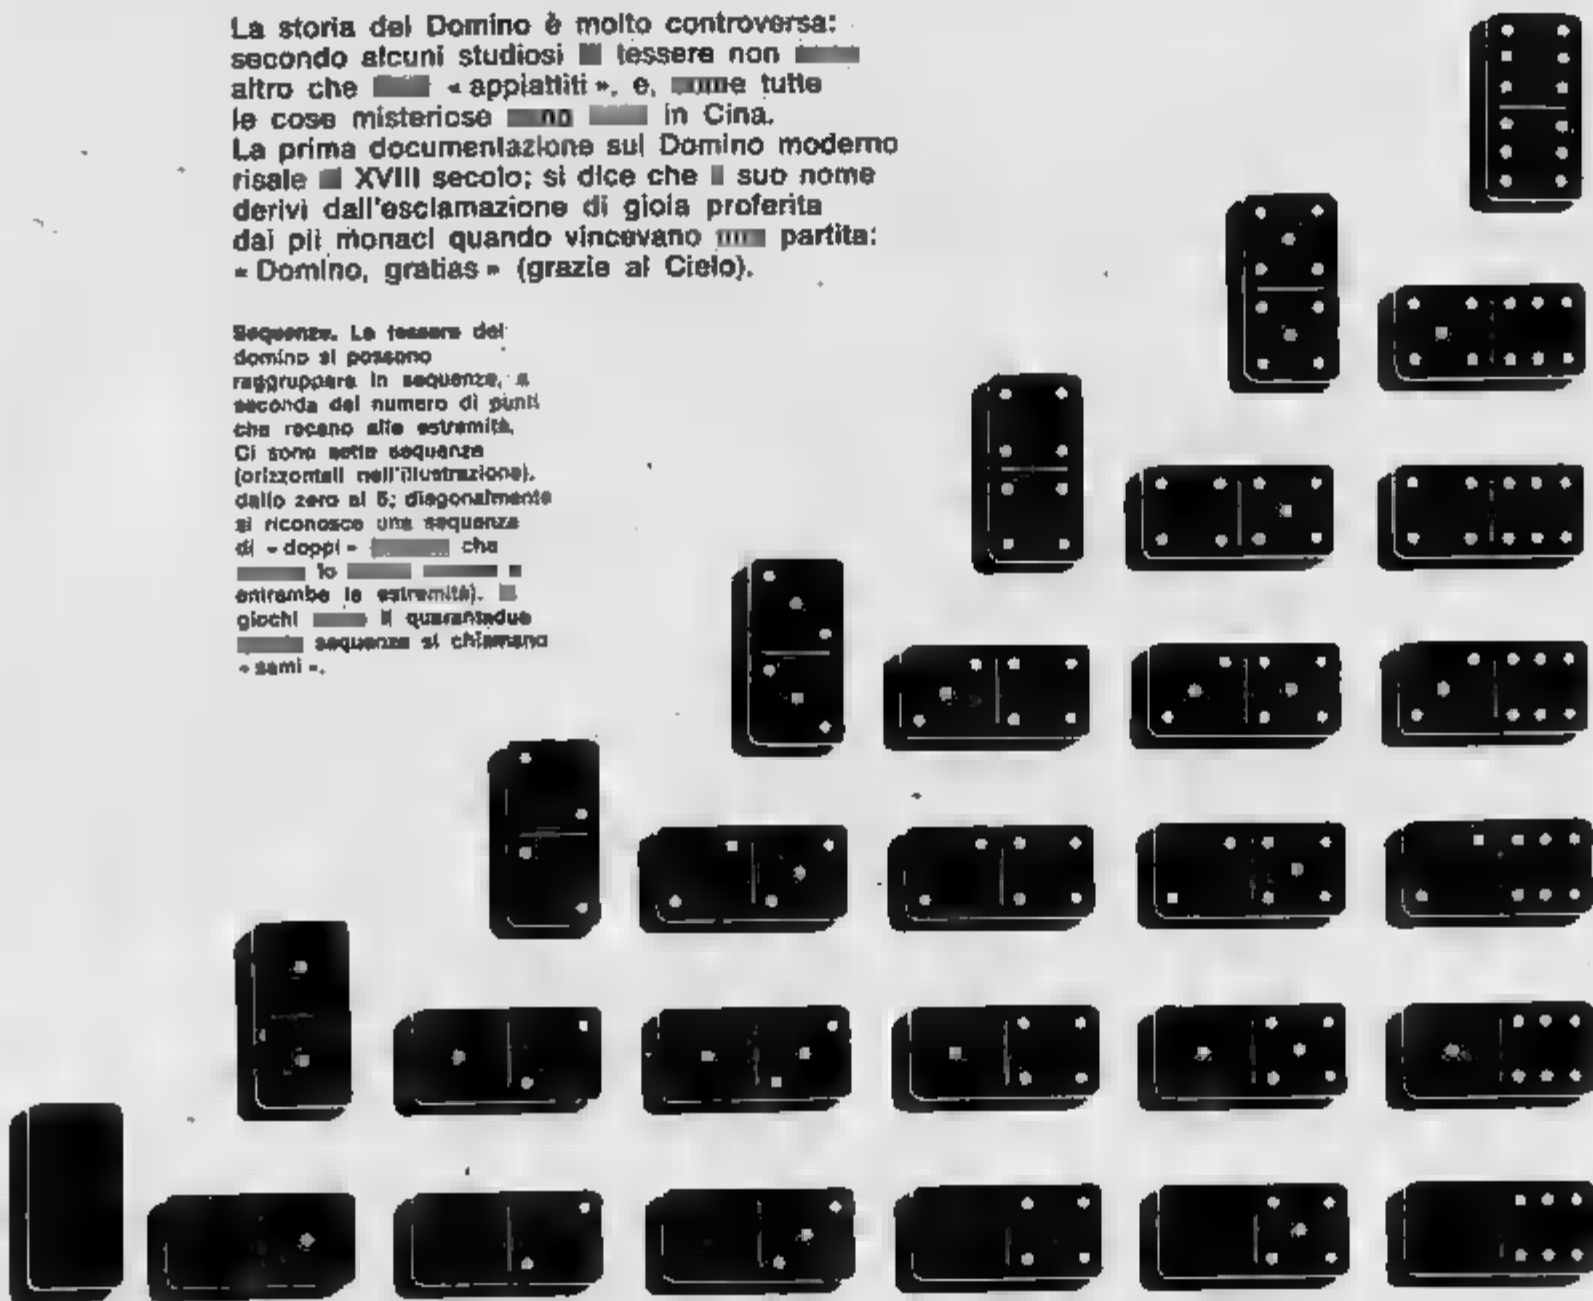 La storia del Domino è molto controversa:
secondo alcuni studiosi tessere non
altro che « appiattiti », e, tutte
le cose misteriose in Cina.
La prima documentazione sul Domino moderno
risale XVIII secolo; si dice che suo nome
derivi dall'esclamazione di gioia proferita
dai pii monaci quando vincevano partita:
« Domino, gratias » (grazie al Cielo).
Sequenze. Le tessere del
domino si possono
raggruppare in sequenze, a
seconda del numero di punti
che recano alle estremità.
Ci sono sette sequenze
(orizzontali nell'illustrazione),
dallo zero al 6; diagonalmente
si riconosce una sequenza
di « doppi » che
lo
entrambe le estremità).
giochi quarantadue
sequenze si chiamano
« semi ».